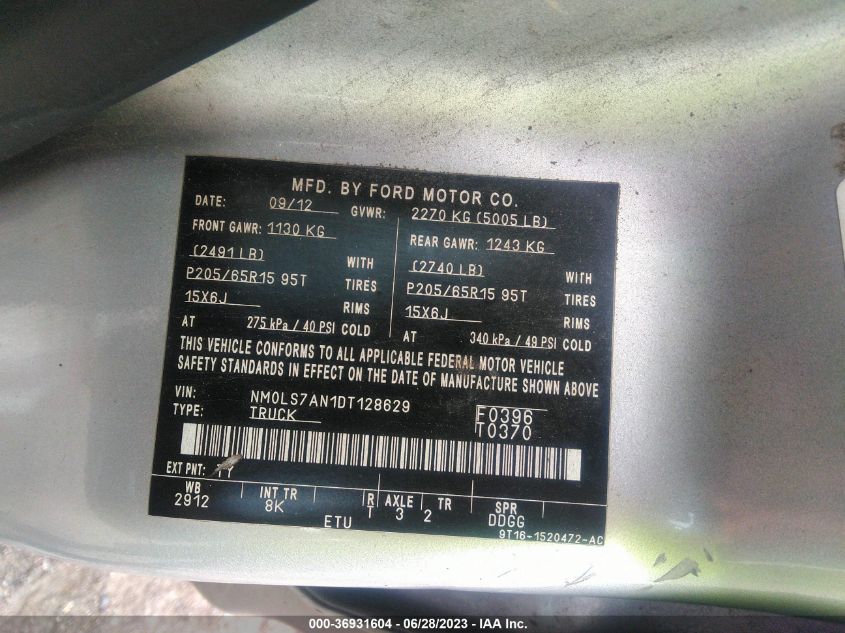 MFD. BY FORD MOTOR CO.
DATE: 09/12 GVWR: 2270 KG (5005 LB)
FRONT GAWR: 1130 KG REAR GAWR: 1243 KG
(2491 LB) WITH (2740 LB) WITH
P205/65R15 95T TIRES P205/65R15 95T TIRES
15X6J RIMS 15X6J RIMS
AT 275 kPa / 40 PSI COLD AT 340 kPa / 49 PSI COLD
THIS VEHICLE CONFORMS TO ALL APPLICABLE FEDERAL MOTOR VEHICLE
SAFETY STANDARDS IN EFFECT ON THE DATE OF MANUFACTURE SHOWN ABOVE
VIN: NM0LS7AN1DT128629 F0396
TYPE: TRUCK T0370
EXT PNT:
WB INT TR R AXLE TR SPR
2912 8K T 3 2 DDGG
ETU 9T16-1520472-AC
000-36931604 / 06/28/2023 / IAA Inc.